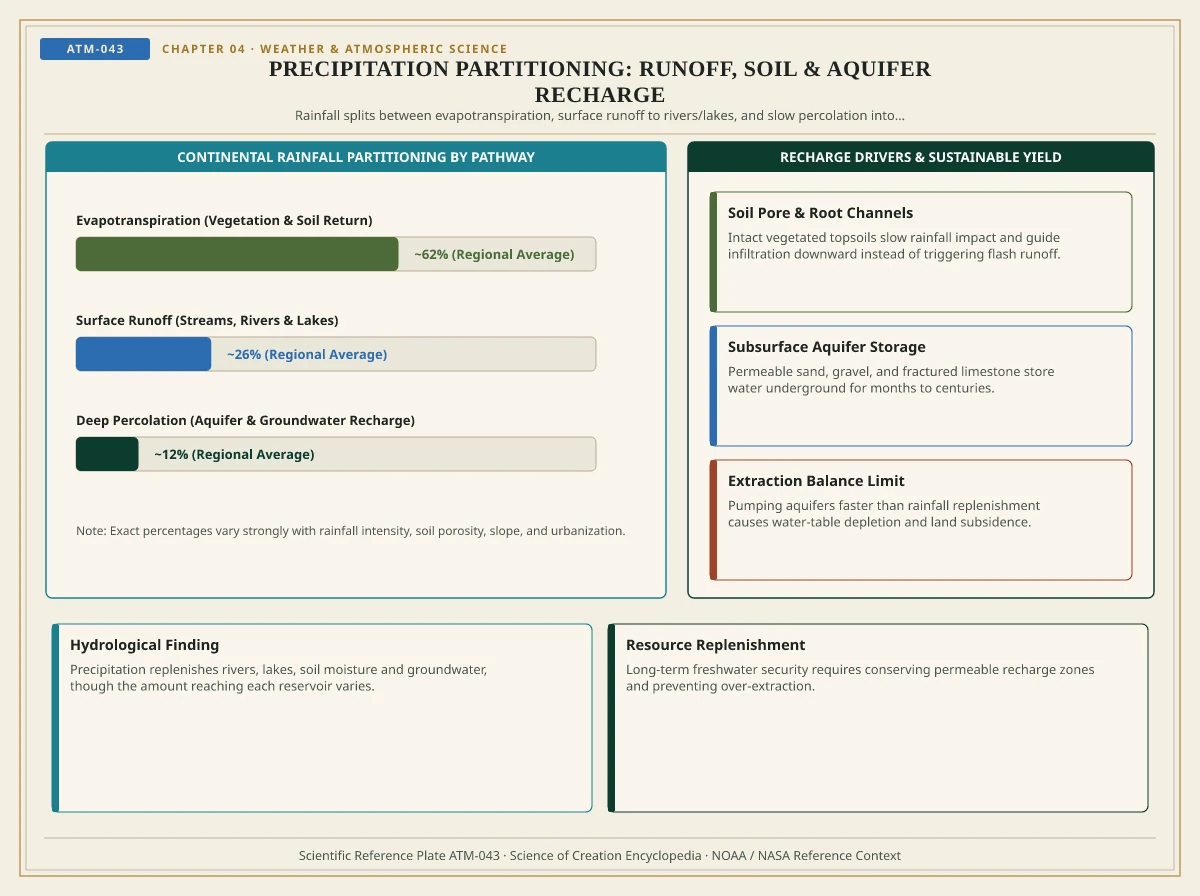 ATM-043
CHAPTER 04 · WEATHER & ATMOSPHERIC SCIENCE
PRECIPITATION PARTITIONING: RUNOFF, SOIL & AQUIFER
RECHARGE
Rainfall splits between evapotranspiration, surface runoff to rivers/lakes, and slow percolation into...
CONTINENTAL RAINFALL PARTITIONING BY PATHWAY
Evapotranspiration (Vegetation & Soil Return)
~62% (Regional Average)
Surface Runoff (Streams, Rivers & Lakes)
~26% (Regional Average)
Deep Percolation (Aquifer & Groundwater Recharge)
~12% (Regional Average)
Note: Exact percentages vary strongly with rainfall intensity, soil porosity, slope, and urbanization.
RECHARGE DRIVERS & SUSTAINABLE YIELD
Soil Pore & Root Channels
Intact vegetated topsoils slow rainfall impact and guide
infiltration downward instead of triggering flash runoff.
Subsurface Aquifer Storage
Permeable sand, gravel, and fractured limestone store
water underground for months to centuries.
Extraction Balance Limit
Pumping aquifers faster than rainfall replenishment
causes water-table depletion and land subsidence.
Hydrological Finding
Precipitation replenishes rivers, lakes, soil moisture and groundwater,
though the amount reaching each reservoir varies.
Resource Replenishment
Long-term freshwater security requires conserving permeable recharge zones
and preventing over-extraction.
Scientific Reference Plate ATM-043 · Science of Creation Encyclopedia · NOAA / NASA Reference Context